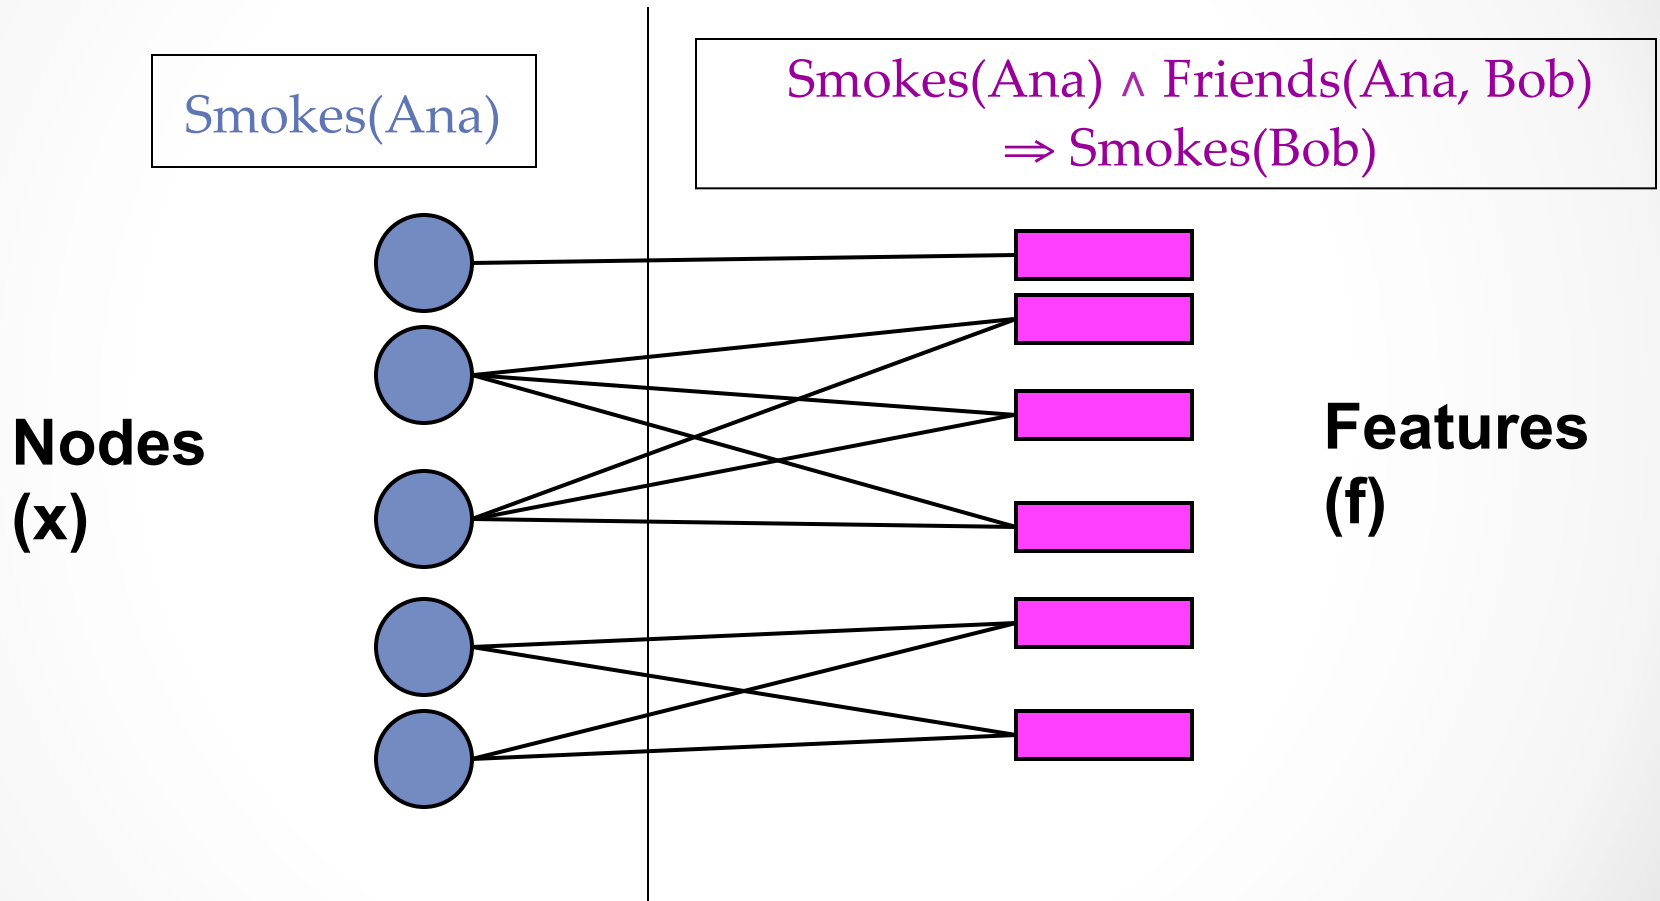 Smokes(Ana)
Smokes(Ana) ∧ Friends(Ana, Bob)
⇒ Smokes(Bob)
Nodes
(x)
Features
(f)